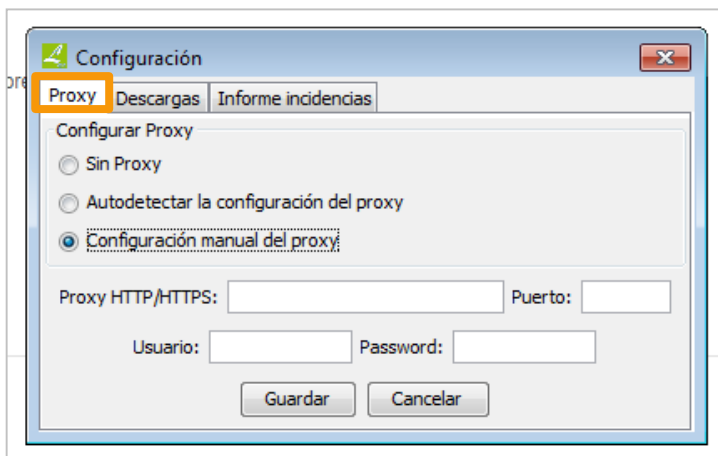 Configuración
Proxy Descargas Informe incidencias
Configurar Proxy
Sin Proxy
Autodetectar la configuración del proxy
Configuración manual del proxy
Proxy HTTP/HTTPS: Puerto:
Usuario: Password:
Guardar Cancelar